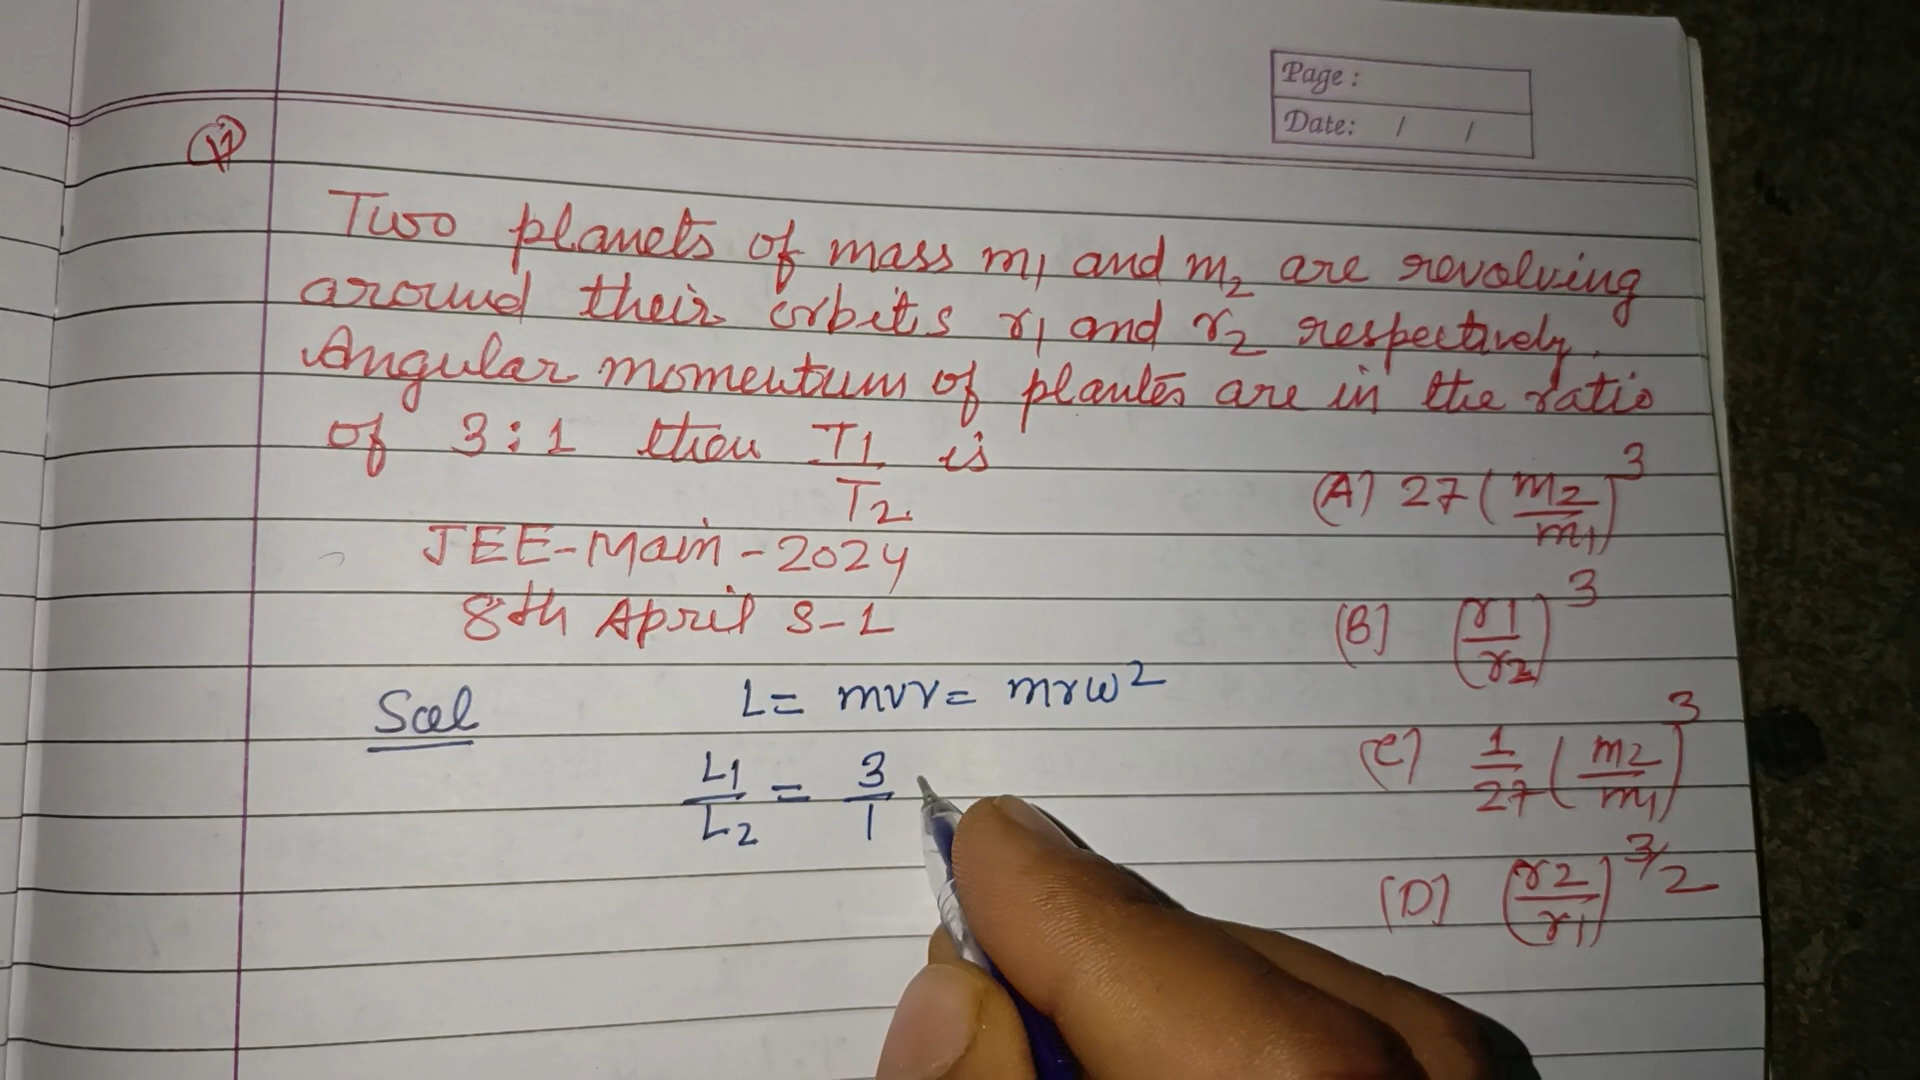 Page :
Date: / /
17
Two planets of mass m₁ and m₂ are revolving
around their orbits r₁ and r₂ respectively.
Angular momentum of plantes are in the ratio
of 3 : 1 then T1/T2 is
JEE-Main-2024
8th April S-1
(A) 27 (m2/m1)^3
(B) (r1/r2)^3
(C) 1/27 (m2/m1)^3
(D) (r2/r1)^3/2
Sol L = mvr = mrω²
L1/L2 = 3/1